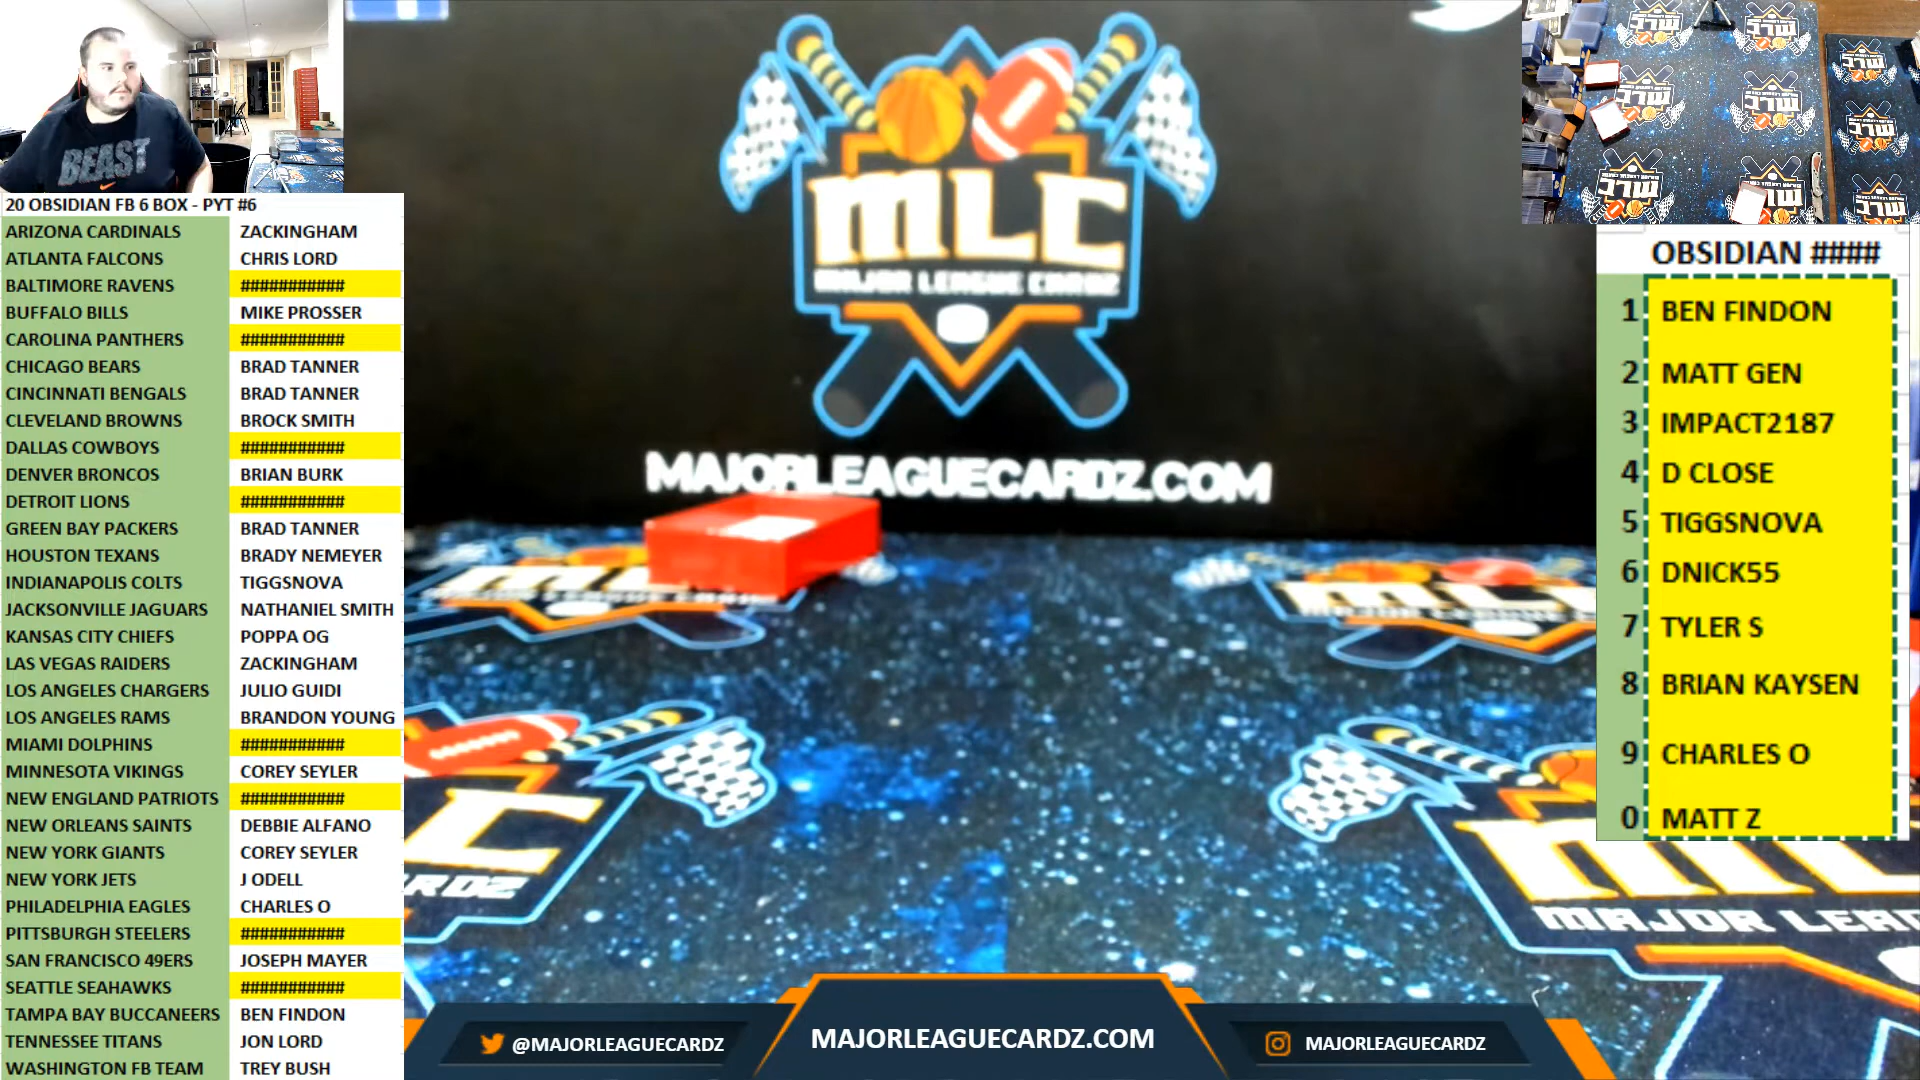 BEAST
20 OBSIDIAN FB 6 BOX - PYT #6
ARIZONA CARDINALS ZACKINGHAM
ATLANTA FALCONS CHRIS LORD
BALTIMORE RAVENS ###########
BUFFALO BILLS MIKE PROSSER
CAROLINA PANTHERS ###########
CHICAGO BEARS BRAD TANNER
CINCINNATI BENGALS BRAD TANNER
CLEVELAND BROWNS BROCK SMITH
DALLAS COWBOYS ###########
DENVER BRONCOS BRIAN BURK
DETROIT LIONS ###########
GREEN BAY PACKERS BRAD TANNER
HOUSTON TEXANS BRADY NEMEYER
INDIANAPOLIS COLTS TIGGSNOVA
JACKSONVILLE JAGUARS NATHANIEL SMITH
KANSAS CITY CHIEFS POPPA OG
LAS VEGAS RAIDERS ZACKINGHAM
LOS ANGELES CHARGERS JULIO GUIDI
LOS ANGELES RAMS BRANDON YOUNG
MIAMI DOLPHINS ###########
MINNESOTA VIKINGS COREY SEYLER
NEW ENGLAND PATRIOTS ###########
NEW ORLEANS SAINTS DEBBIE ALFANO
NEW YORK GIANTS COREY SEYLER
NEW YORK JETS J ODELL
PHILADELPHIA EAGLES CHARLES O
PITTSBURGH STEELERS ###########
SAN FRANCISCO 49ERS JOSEPH MAYER
SEATTLE SEAHAWKS ###########
TAMPA BAY BUCCANEERS BEN FINDON
TENNESSEE TITANS JON LORD
WASHINGTON FB TEAM TREY BUSH
MLC
MAJOR LEAGUE CARDZ
MAJORLEAGUECARDZ.COM
MLC
C
ARDZ
MLC
MAJOR LEAG
OBSIDIAN ####
1 BEN FINDON
2 MATT GEN
3 IMPACT2187
4 D CLOSE
5 TIGGSNOVA
6 DNICK55
7 TYLER S
8 BRIAN KAYSEN
9 CHARLES O
0 MATT Z
@MAJORLEAGUECARDZ
MAJORLEAGUECARDZ.COM
MAJORLEAGUECARDZ